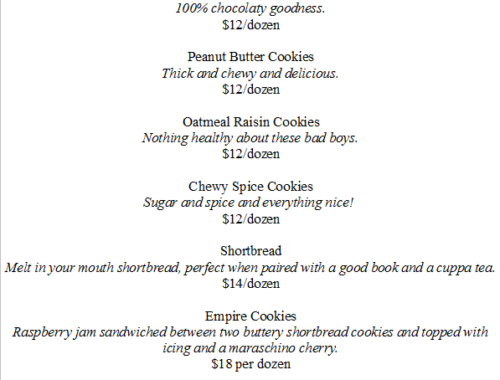 100% chocolaty goodness.
$12/dozen
Peanut Butter Cookies
Thick and chewy and delicious.
$12/dozen
Oatmeal Raisin Cookies
Nothing healthy about these bad boys.
$12/dozen
Chewy Spice Cookies
Sugar and spice and everything nice!
$12/dozen
Shortbread
Melt in your mouth shortbread, perfect when paired with a good book and a cuppa tea.
$14/dozen
Empire Cookies
Raspberry jam sandwiched between two buttery shortbread cookies and topped with
icing and a maraschino cherry.
$18 per dozen